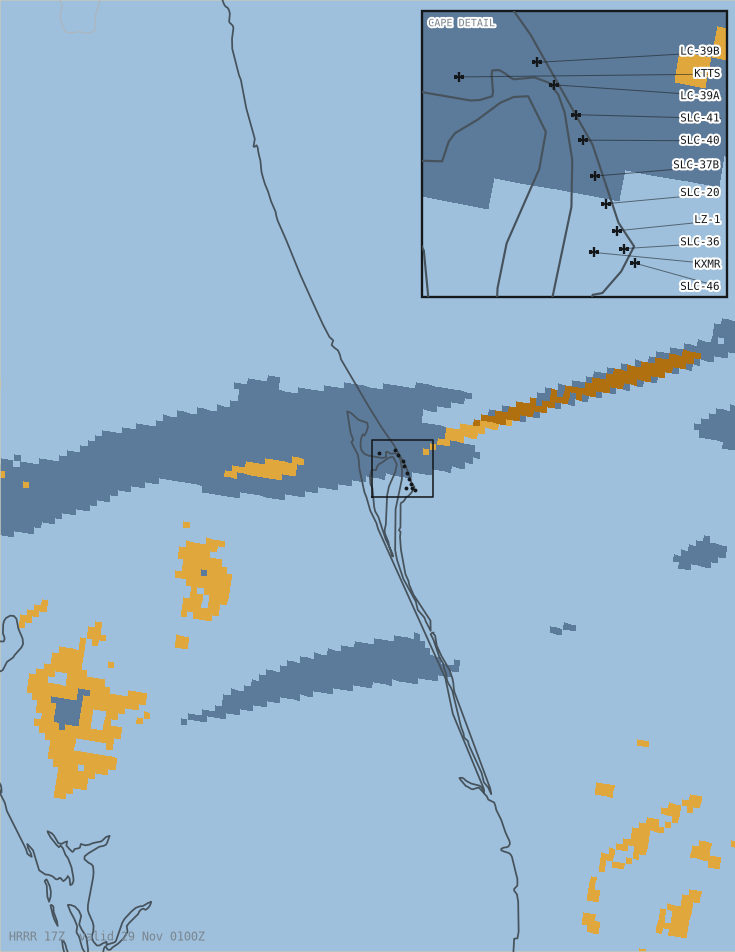 CAPE DETAIL
LC-39B
KTTS
LC-39A
SLC-41
SLC-40
SLC-37B
SLC-20
LZ-1
SLC-36
KXMR
SLC-46
HRRR 17Z valid 29 Nov 0100Z